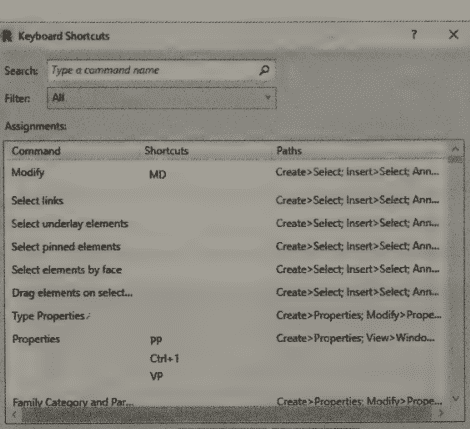 Keyboard Shortcuts ? X
Search: Type a command name
Filter: All
Assignments:
Command Shortcuts Paths
Modify MD Create>Select; Insert>Select; Ann...
Select links Create>Select; Insert>Select; Ann...
Select underlay elements Create>Select; Insert>Select; Ann...
Select pinned elements Create>Select; Insert>Select; Ann...
Select elements by face Create>Select; Insert>Select; Ann...
Drag elements on select... Create>Select; Insert>Select; Ann...
Type Properties Create>Properties; Modify>Prope...
Properties pp Create>Properties; View>Windo...
Ctrl+1
VP
Family Category and Par... Create>Properties; Modify>Prope...